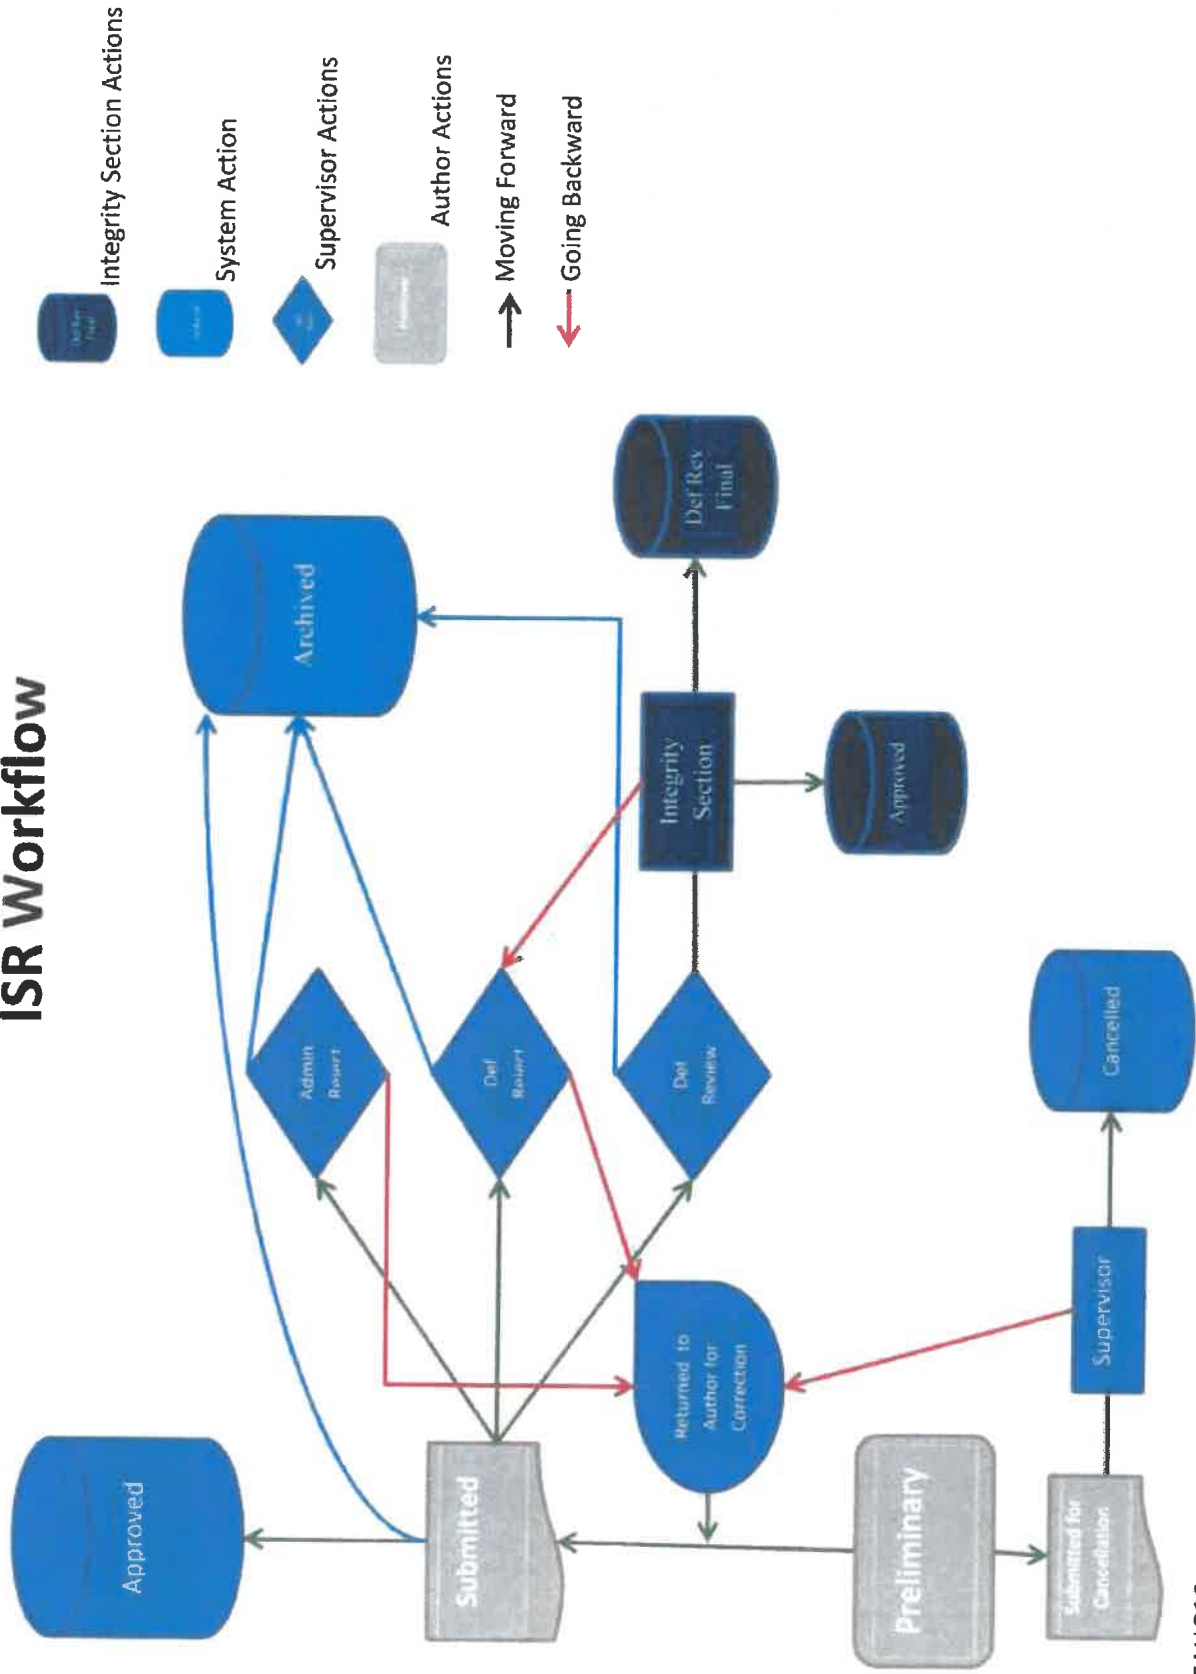 ISR Workflow
Integrity Section Actions
System Action
Supervisor Actions
Author Actions
Moving Forward
Going Backward
Approved
Archived
Admin
Def
Def
Review
Submitted
Returned to
Author for
Correction
Integrity
Section
Def Rev
Final
Approved
Preliminary
Submitted for
Cancellation
Supervisor
Cancelled